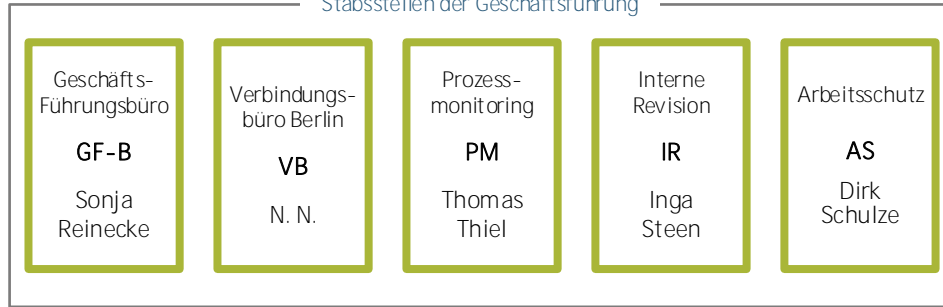 Stabsstellen der Geschäftsführung
Geschäfts-
Führungsbüro
GF-B
Sonja
Reinecke
Verbindungs-
büro Berlin
VB
N. N.
Prozess-
monitoring
PM
Thomas
Thiel
Interne
Revision
IR
Inga
Steen
Arbeitsschutz
AS
Dirk
Schulze